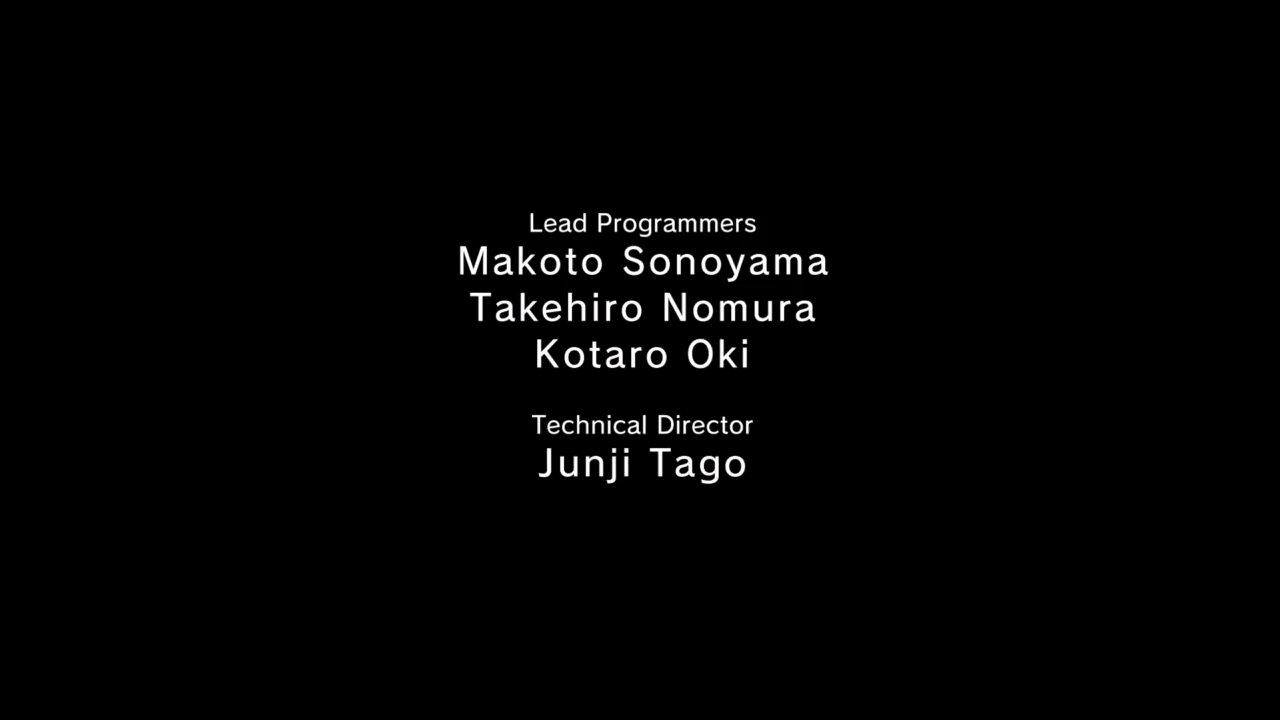 Lead Programmers
Makoto Sonoyama
Takehiro Nomura
Kotaro Oki
Technical Director
Junji Tago